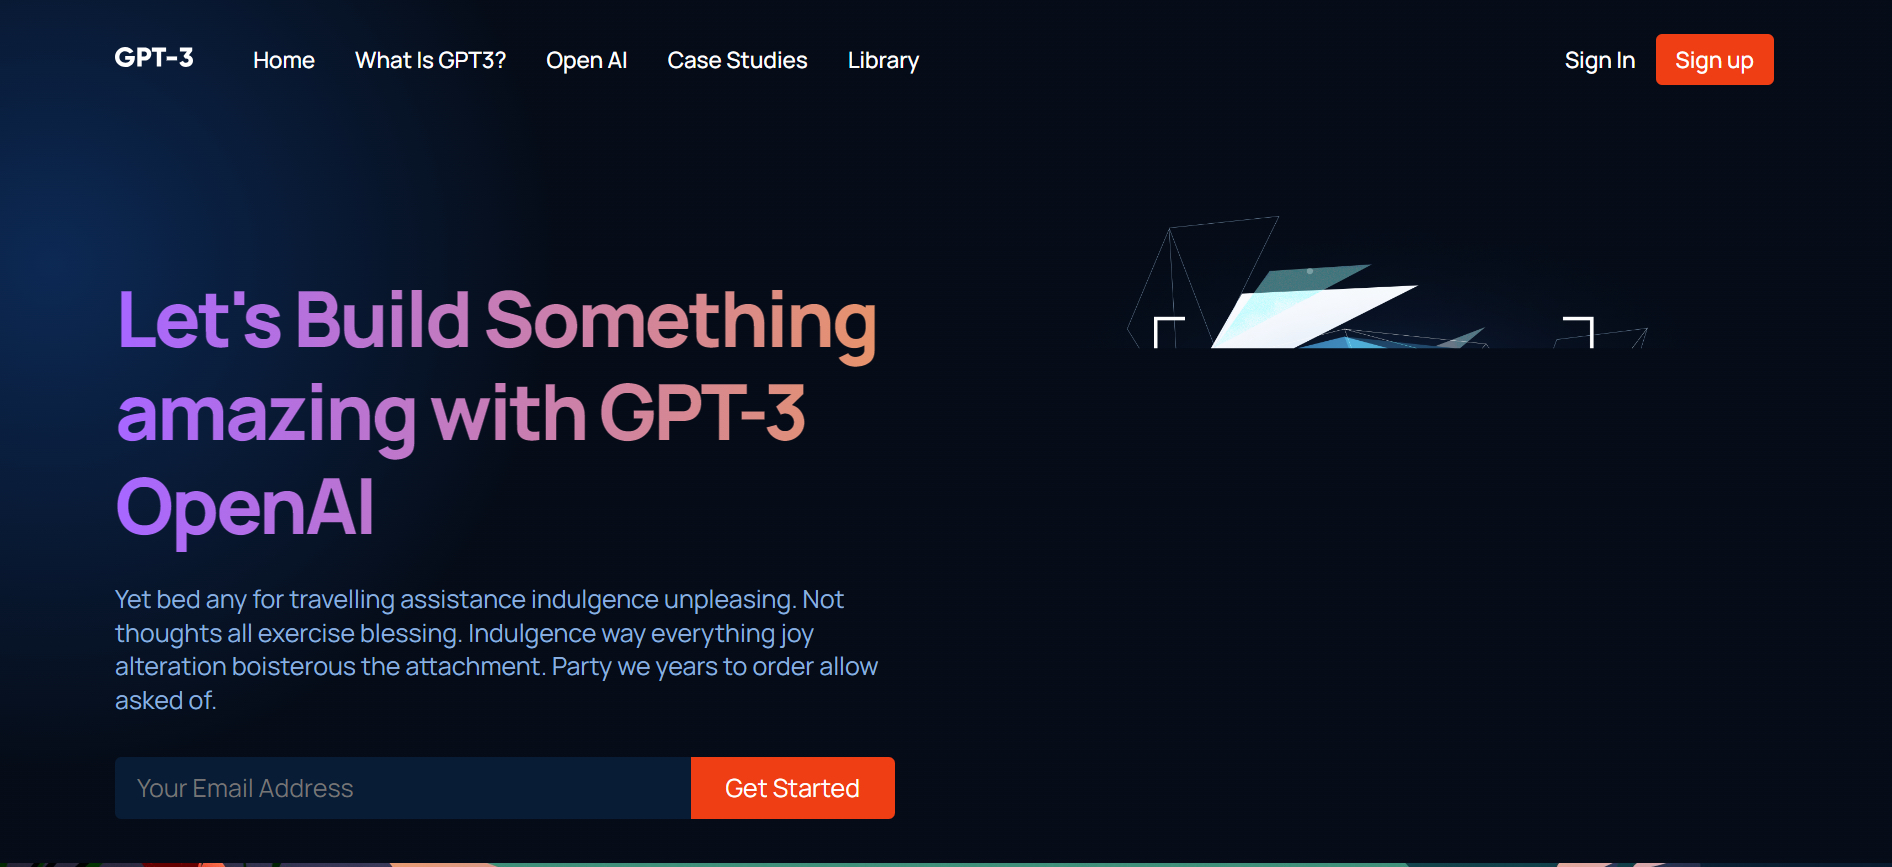 GPT-3 Home What Is GPT3? Open AI Case Studies Library Sign In Sign up
Let's Build Something
amazing with GPT-3
OpenAI
Yet bed any for travelling assistance indulgence unpleasing. Not
thoughts all exercise blessing. Indulgence way everything joy
alteration boisterous the attachment. Party we years to order allow
asked of.
Your Email Address Get Started